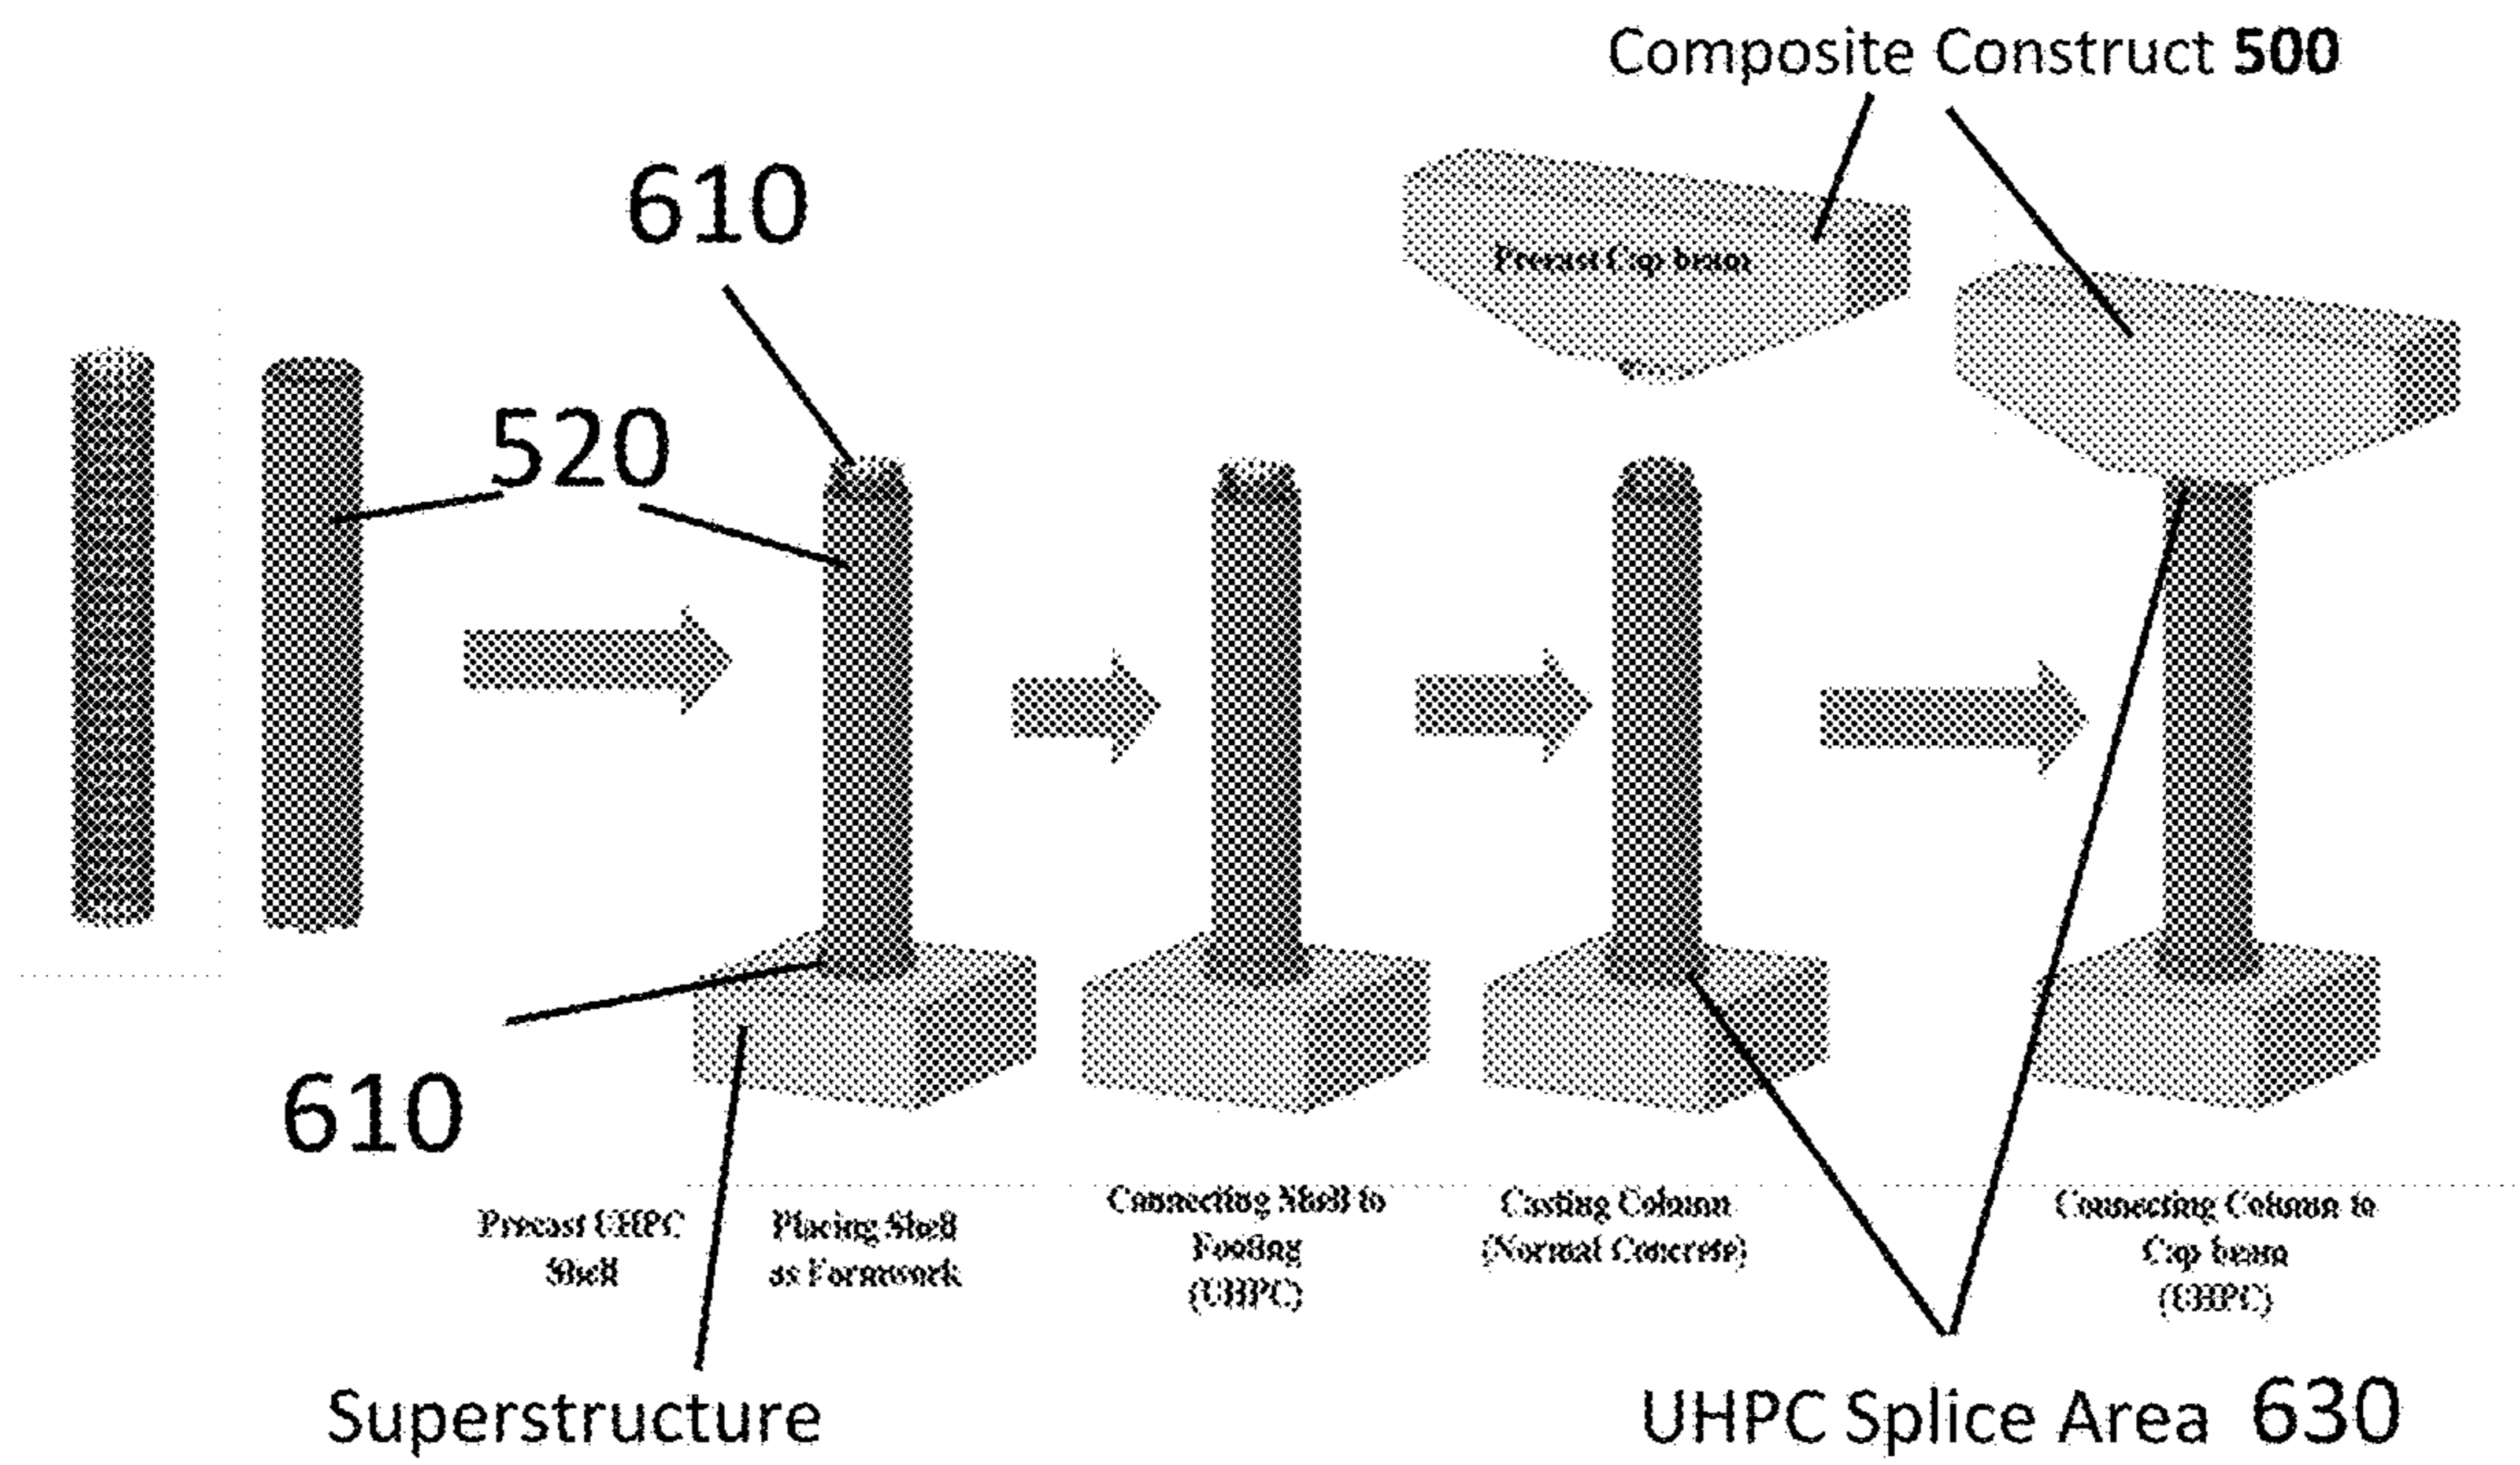 Composite Construct 500
610
Precast Cap beam
520
610
Precast UHPC
Shell
Placing Shell
as Formwork
Connecting Shell to
Footing
(UHPC)
Casting Column
(Normal Concrete)
Connecting Column to
Cap beam
(UHPC)
Superstructure
UHPC Splice Area 630